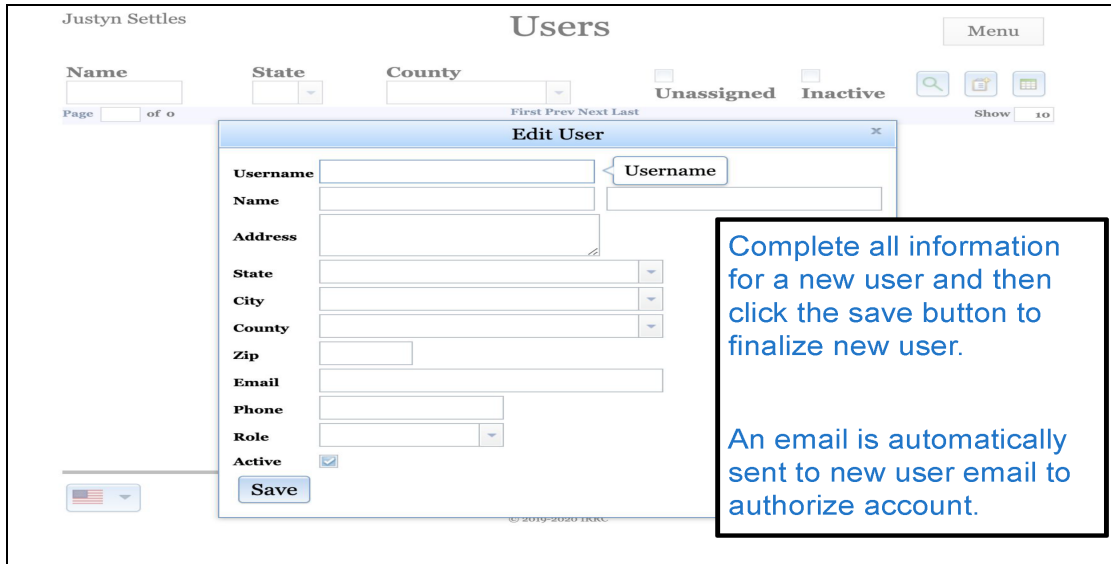 Justyn Settles
Users
Menu
Name State County Unassigned Inactive
Page of 0 First Prev Next Last Show 10
Edit User x
Username Username
Name
Address
State
City
County
Zip
Email
Phone
Role
Active
Save
Complete all information
for a new user and then
click the save button to
finalize new user.
An email is automatically
sent to new user email to
authorize account.